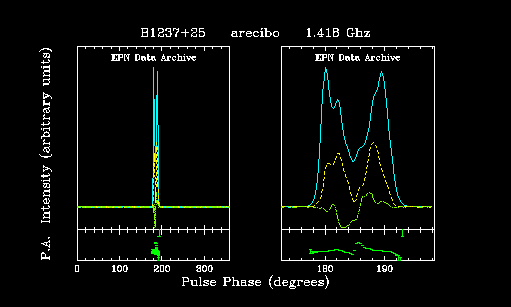 B1237+25 arecibo 1.418 Ghz
EPN Data Archive EPN Data Archive
P.A. Intensity (arbitrary units)
0 100 200 300 180 190
Pulse Phase (degrees)